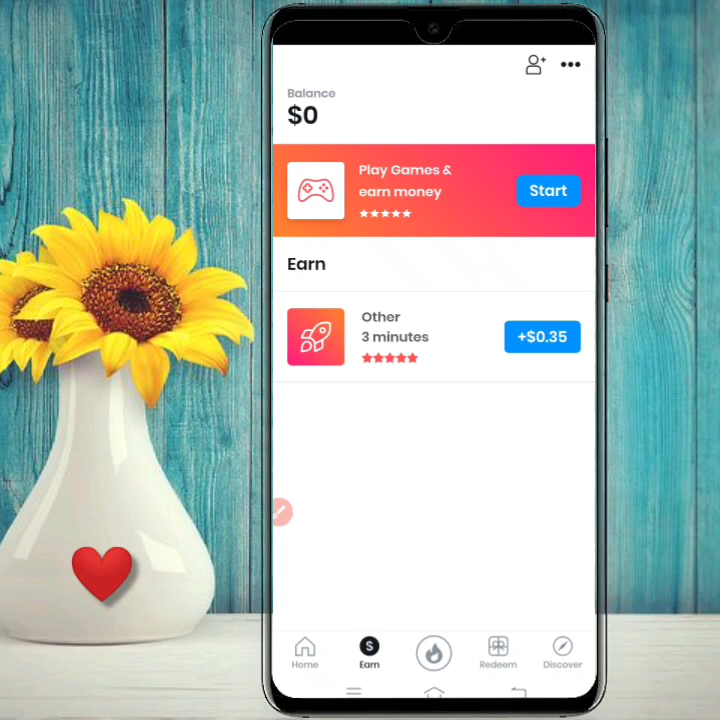 Balance
$0
Play Games &
earn money
Start
Earn
Other
3 minutes
+$0.35
$
Home
Earn
Redeem
Discover